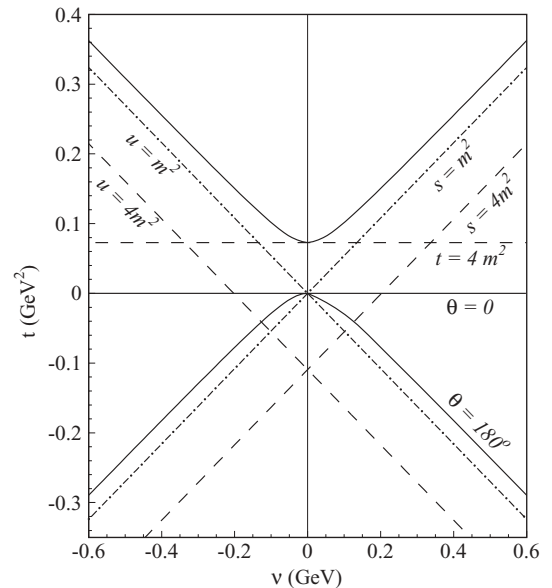 0.4
0.3
0.2
0.1
0
-0.1
-0.2
-0.3
t (GeV²)
u = m²
u = 4m²
s = m²
s = 4m²
t = 4 m²
θ = 0
θ = 180°
-0.6 -0.4 -0.2 0 0.2 0.4 0.6
ν (GeV)